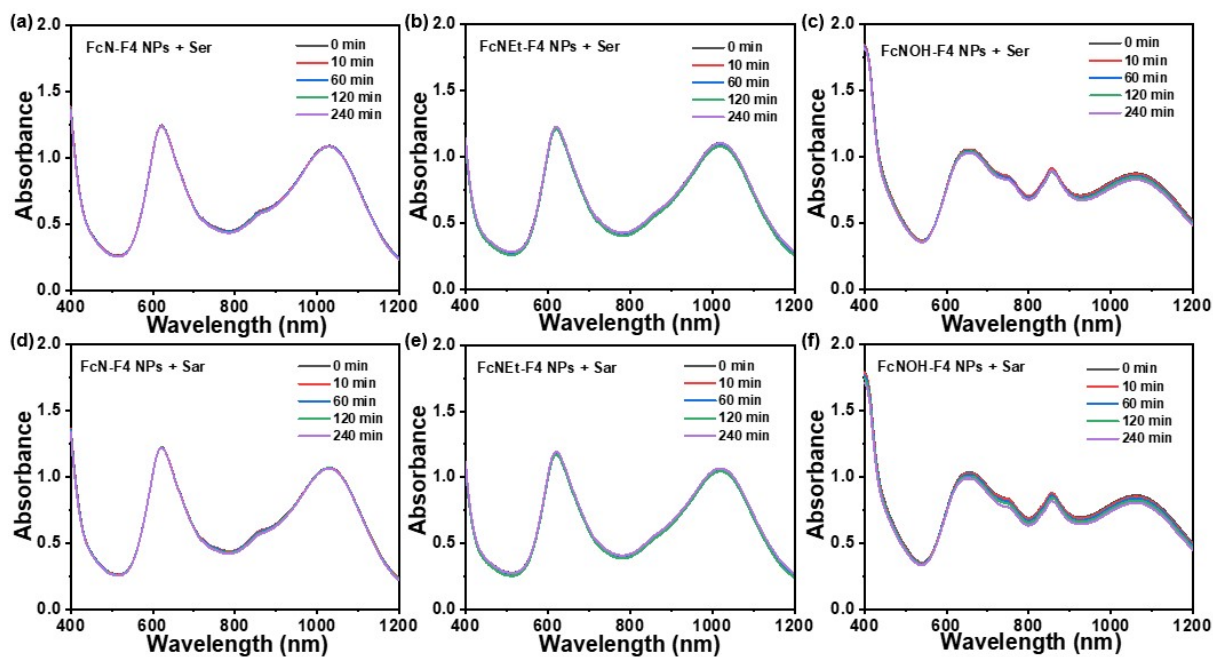 (a)
FcN-F4 NPs + Ser
0 min
10 min
60 min
120 min
240 min
Absorbance
2.0
1.5
1.0
0.5
0.0
400 600 800 1000 1200
Wavelength (nm)
(b)
FcNEt-F4 NPs + Ser
0 min
10 min
60 min
120 min
240 min
Absorbance
2.0
1.5
1.0
0.5
0.0
400 600 800 1000 1200
Wavelength (nm)
(c)
FcNOH-F4 NPs + Ser
0 min
10 min
60 min
120 min
240 min
Absorbance
2.0
1.5
1.0
0.5
0.0
400 600 800 1000 1200
Wavelength (nm)
(d)
FcN-F4 NPs + Sar
0 min
10 min
60 min
120 min
240 min
Absorbance
2.0
1.5
1.0
0.5
0.0
400 600 800 1000 1200
Wavelength (nm)
(e)
FcNEt-F4 NPs + Sar
0 min
10 min
60 min
120 min
240 min
Absorbance
2.0
1.5
1.0
0.5
0.0
400 600 800 1000 1200
Wavelength (nm)
(f)
FcNOH-F4 NPs + Sar
0 min
10 min
60 min
120 min
240 min
Absorbance
2.0
1.5
1.0
0.5
0.0
400 600 800 1000 1200
Wavelength (nm)